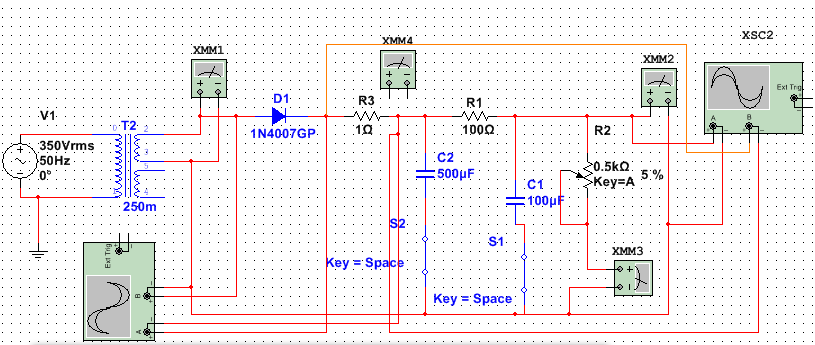 XSC2
XMM4
XMM1
XMM2
Ext Trig
D1
R3
R1
A
B
V1
T2
1N4007GP
1Ω
100Ω
R2
350Vrms
50Hz
0°
C2
500µF
0.5kΩ
Key=A
5 %
C1
100µF
250m
S2
S1
XMM3
Ext Trig
Key = Space
B
Key = Space
A